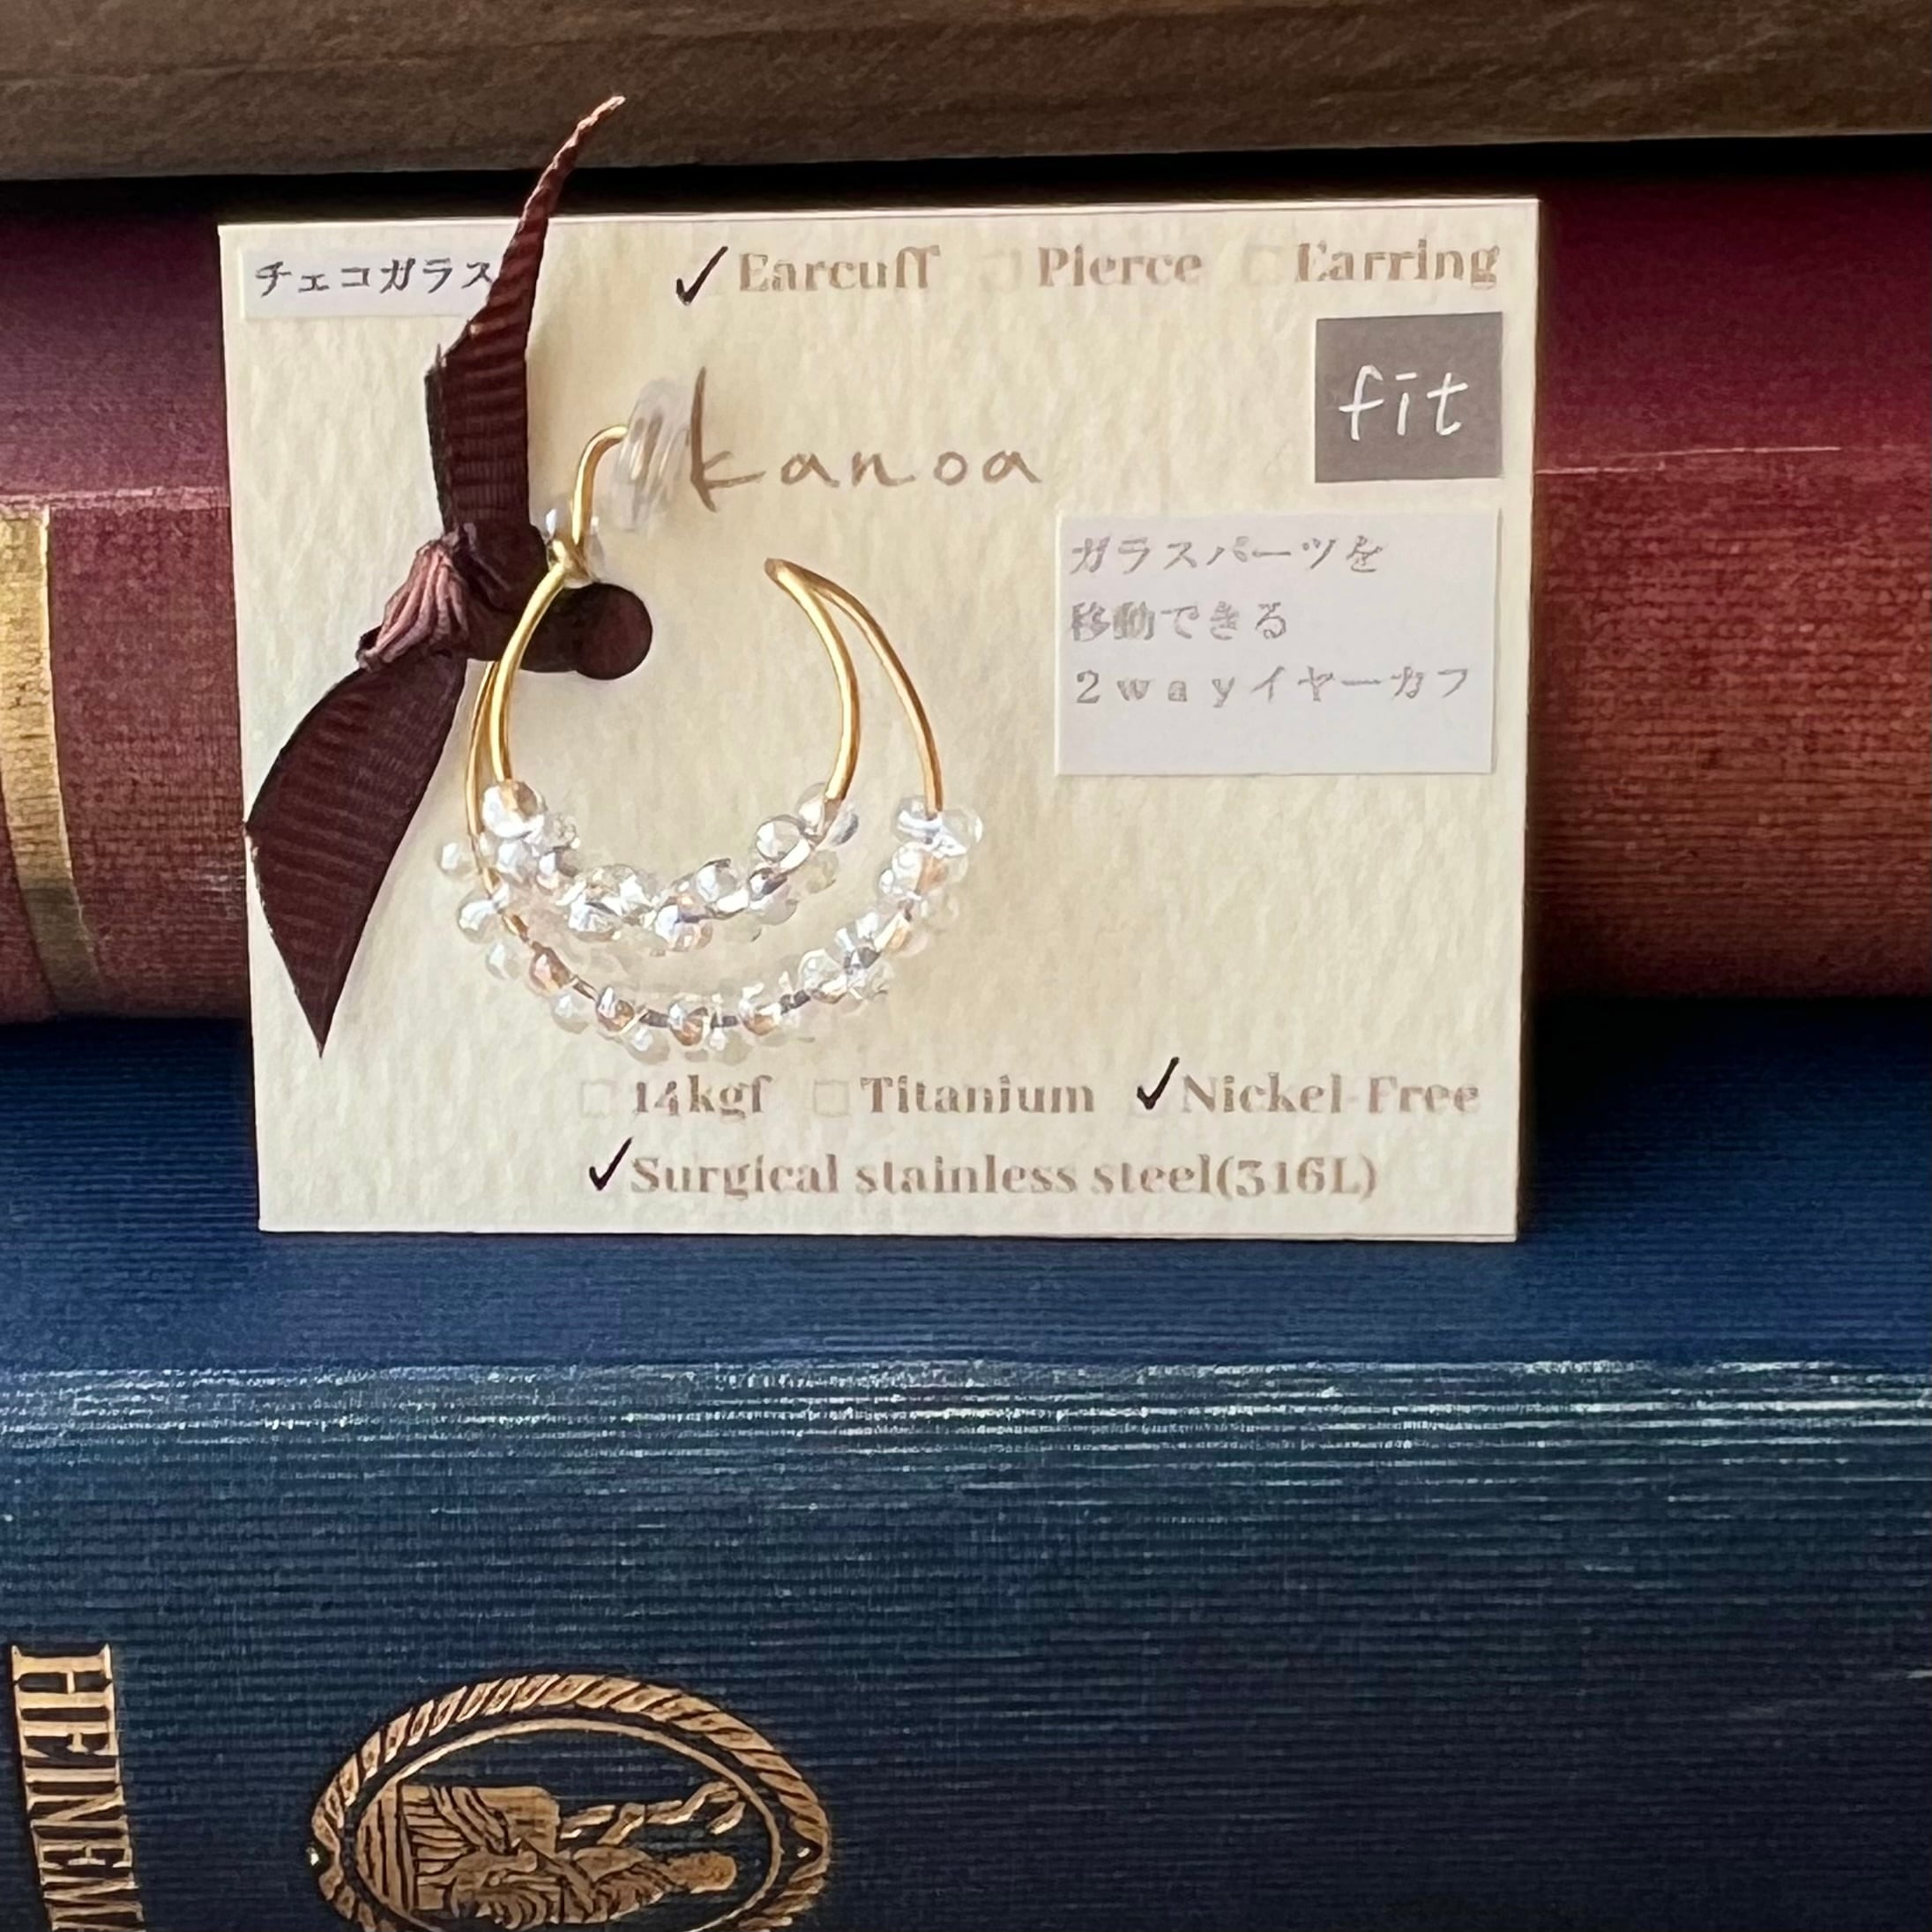 チェコガラス
✓ Earcuff □ Pierce □ Earring
fit
kanoa
ガラスパーツを
移動できる
2wayイヤーカフ
□ 14kgf □ Titanium ✓ Nickel-Free
✓ Surgical stainless steel(316L)